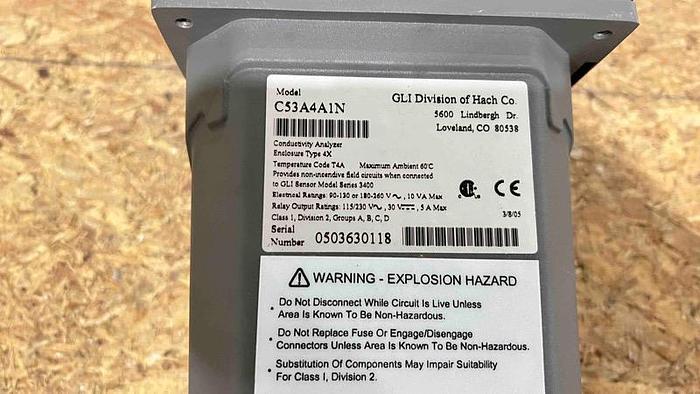 Model
C53A4A1N
GLI Division of Hach Co.
5600 Lindbergh Dr.
Loveland, CO 80538
Conductivity Analyzer
Enclosure Type 4X
Temperature Code T4A Maximum Ambient 60°C
Provides non-incendive field circuits when connected
to GLI Sensor Model Series 3400
Electrical Ratings: 90-130 or 180-260 V~, 10 VA Max
Relay Output Ratings: 115/230 V~, 30 V⎓, 5 A Max
Class 1, Division 2, Groups A, B, C, D
CE
3/8/05
Serial
Number 0503630118
⚠ WARNING - EXPLOSION HAZARD
• Do Not Disconnect While Circuit Is Live Unless
Area Is Known To Be Non-Hazardous.
• Do Not Replace Fuse Or Engage/Disengage
Connectors Unless Area Is Known To Be Non-Hazardous.
• Substitution Of Components May Impair Suitability
For Class I, Division 2.